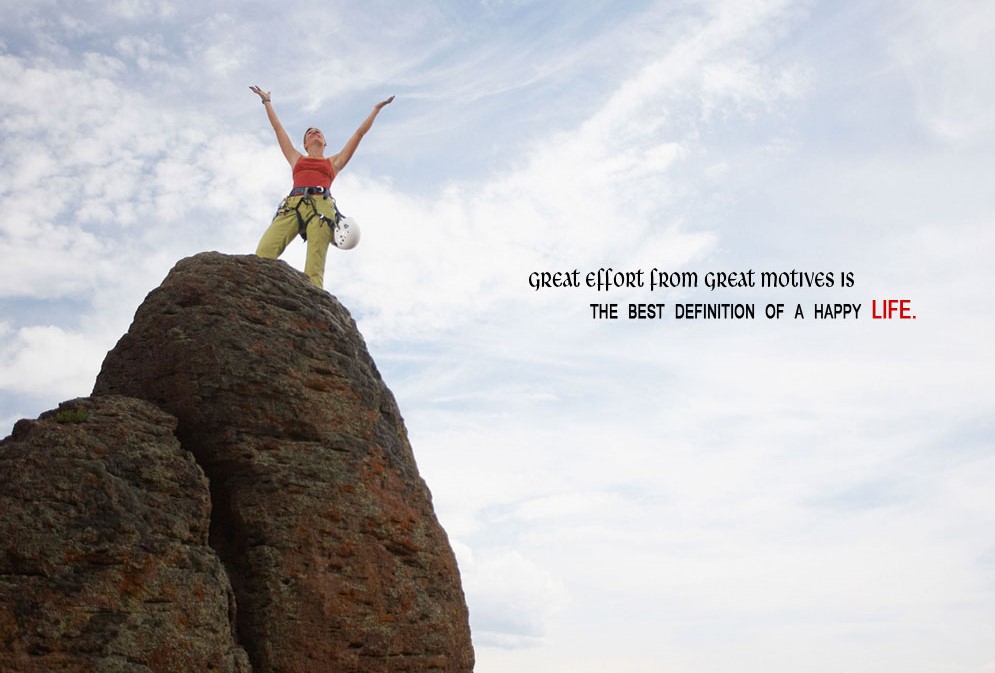 Great effort from great motives is
THE BEST DEFINITION OF A HAPPY LIFE.